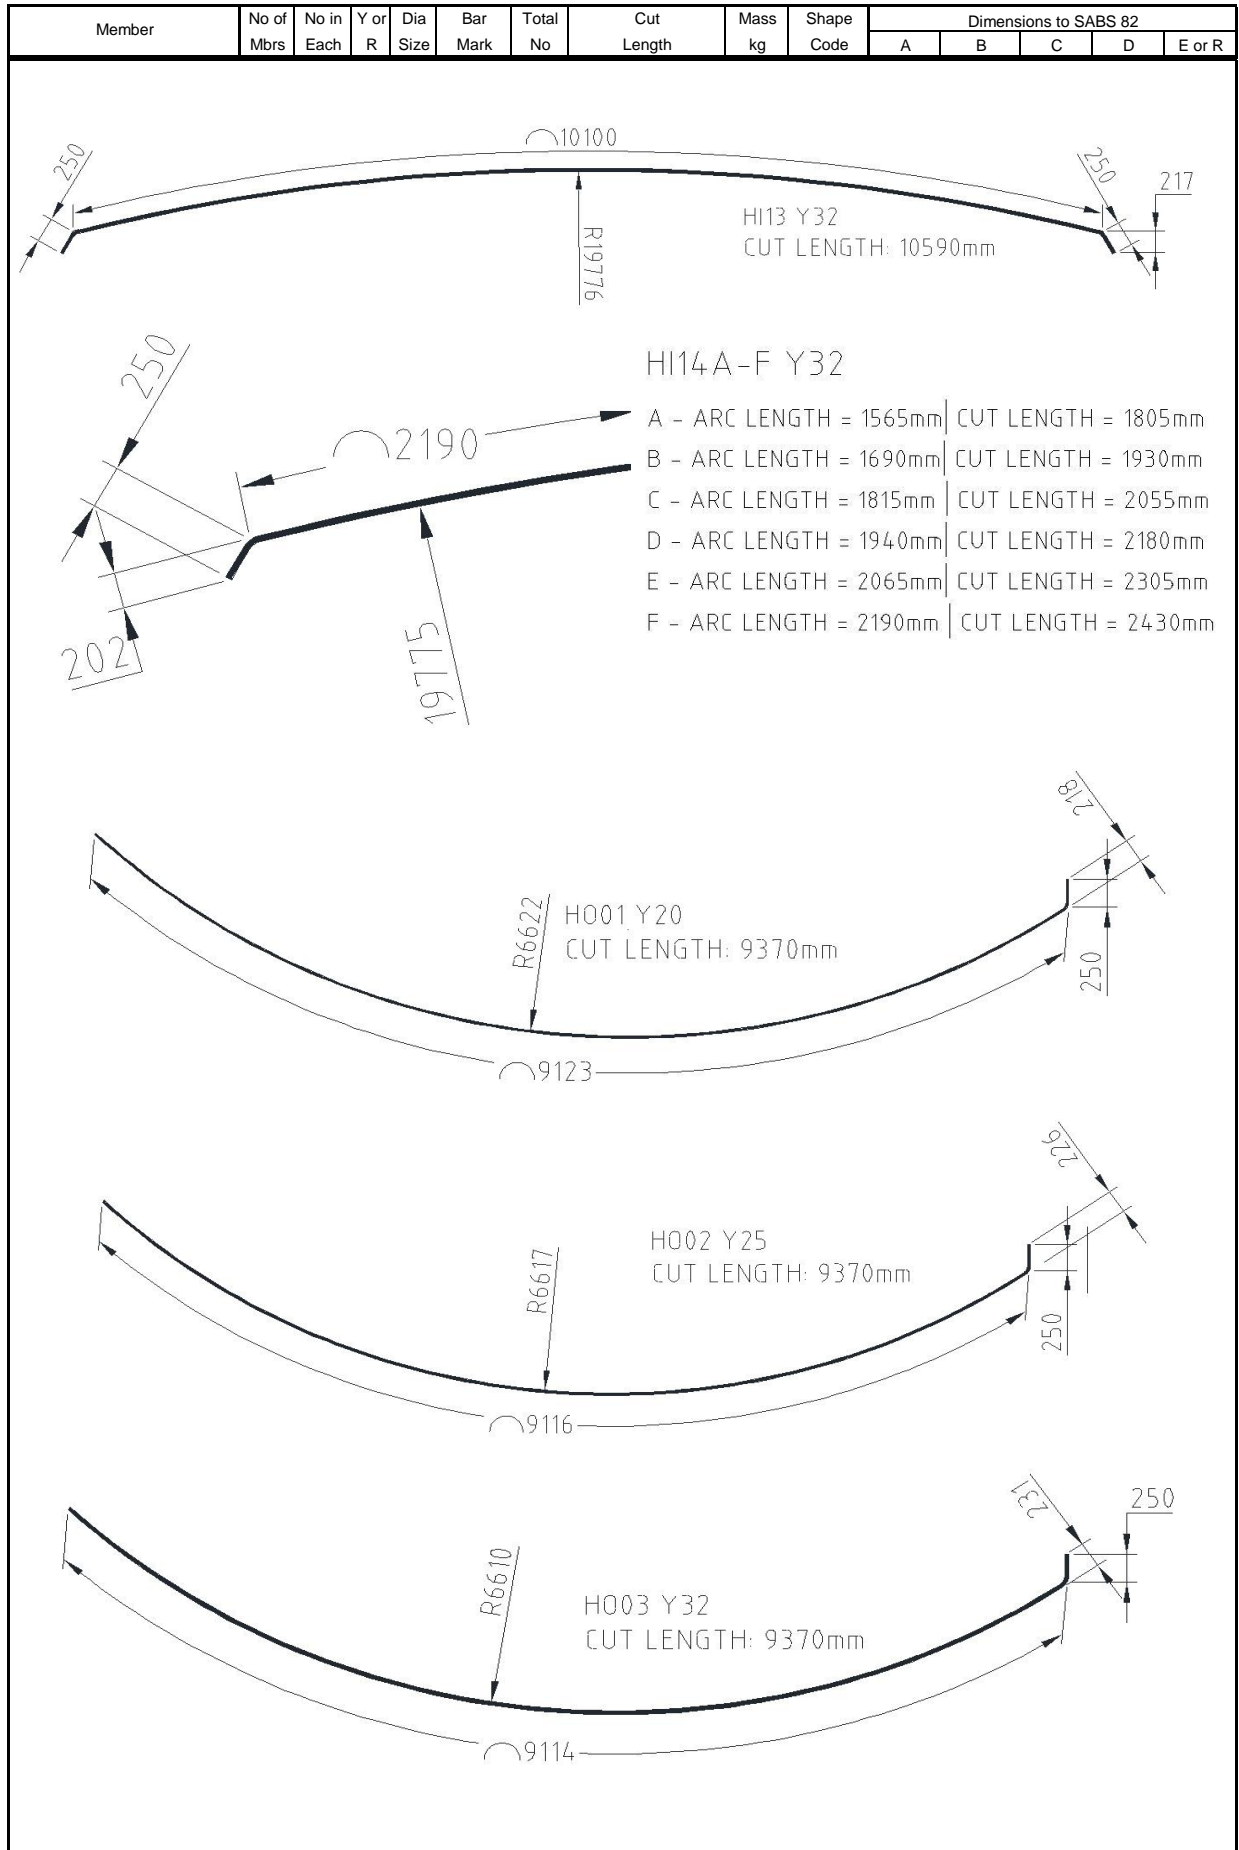 Member No of No in Y or Dia Bar Total Cut Mass Shape Dimensions to SABS 82
Mbrs Each R Size Mark No Length kg Code A B C D E or R
10100
250
250
217
HI13 Y32
CUT LENGTH: 10590mm
R19776
250
HI14A-F Y32
2190
A - ARC LENGTH = 1565mm| CUT LENGTH = 1805mm
B - ARC LENGTH = 1690mm| CUT LENGTH = 1930mm
C - ARC LENGTH = 1815mm| CUT LENGTH = 2055mm
D - ARC LENGTH = 1940mm| CUT LENGTH = 2180mm
E - ARC LENGTH = 2065mm| CUT LENGTH = 2305mm
F - ARC LENGTH = 2190mm | CUT LENGTH = 2430mm
202
19775
218
R6622
HO01 Y20
CUT LENGTH: 9370mm
250
9123
226
R6617
HO02 Y25
CUT LENGTH: 9370mm
250
9116
231
250
R6610
HO03 Y32
CUT LENGTH: 9370mm
9114